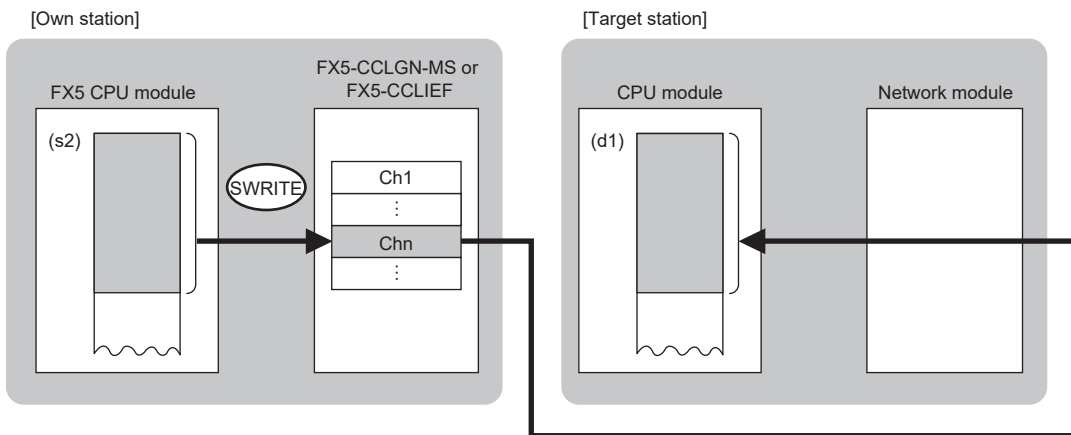 [Own station]
[Target station]
FX5-CCLGN-MS or
FX5-CCLIEF
FX5 CPU module
CPU module
Network module
(s2)
(d1)
SWRITE
Ch1
⋮
Chn
⋮